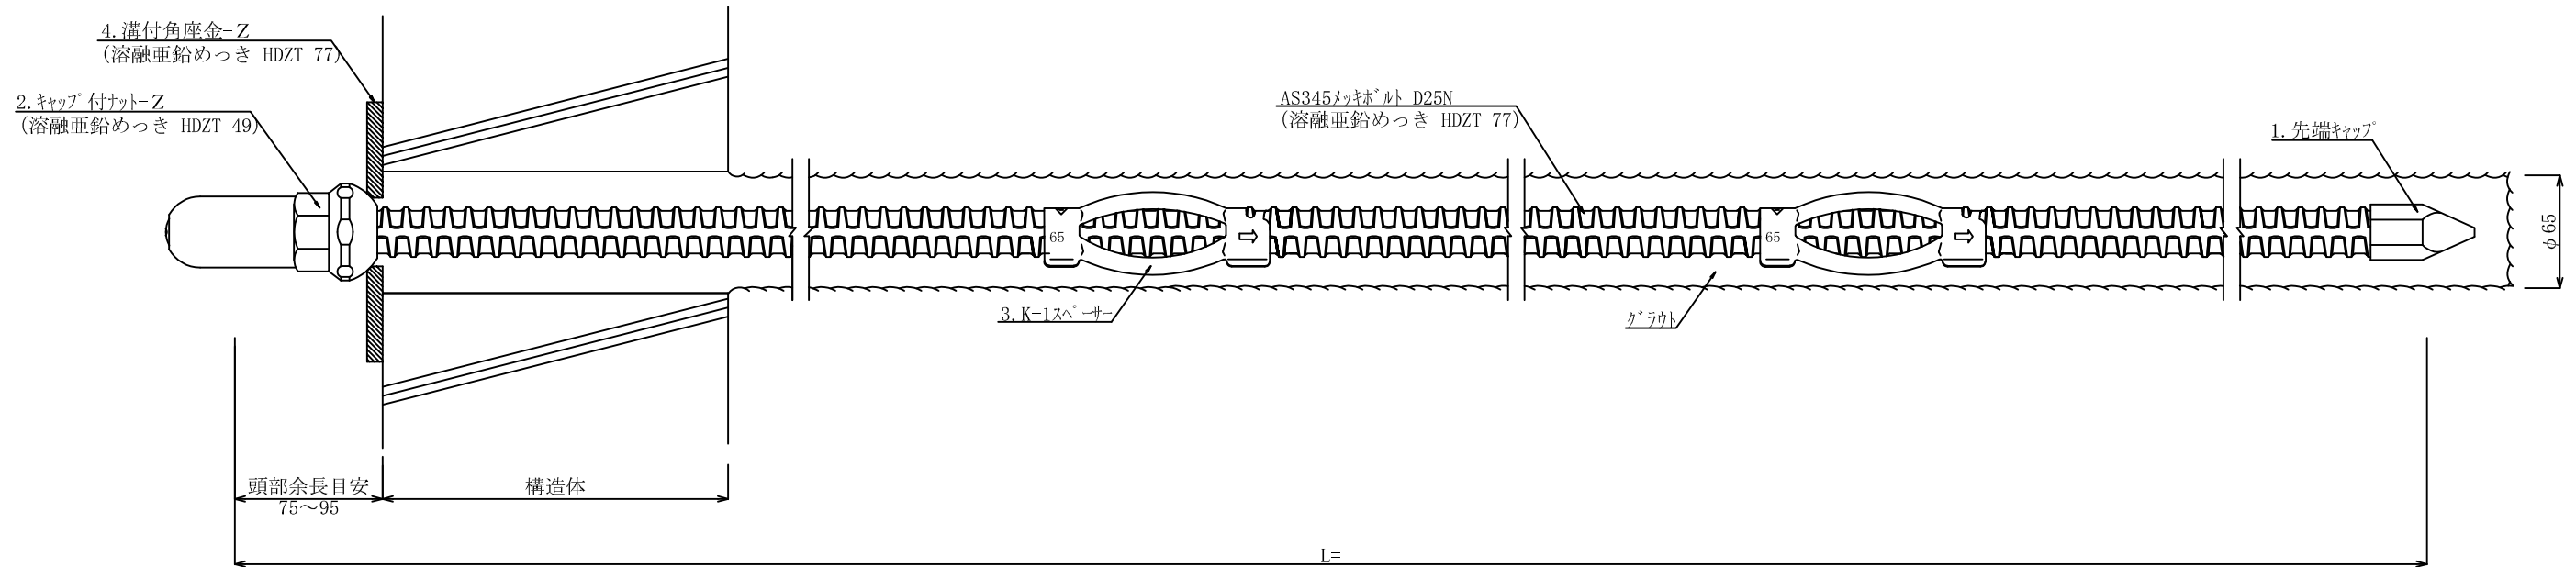 4.溝付角座金-Z
(溶融亜鉛めっき HDZT 77)
2.ｷｬｯﾌﾟ付ﾅｯﾄ-Z
(溶融亜鉛めっき HDZT 49)
AS345ﾒｯｷﾎﾞﾙﾄ D25N
(溶融亜鉛めっき HDZT 77)
1.先端ｷｬｯﾌﾟ
65
65
φ65
3.K-1ｽﾍﾟｰｻｰ
ｸﾞﾗｳﾄ
頭部余長目安
75～95
構造体
L=